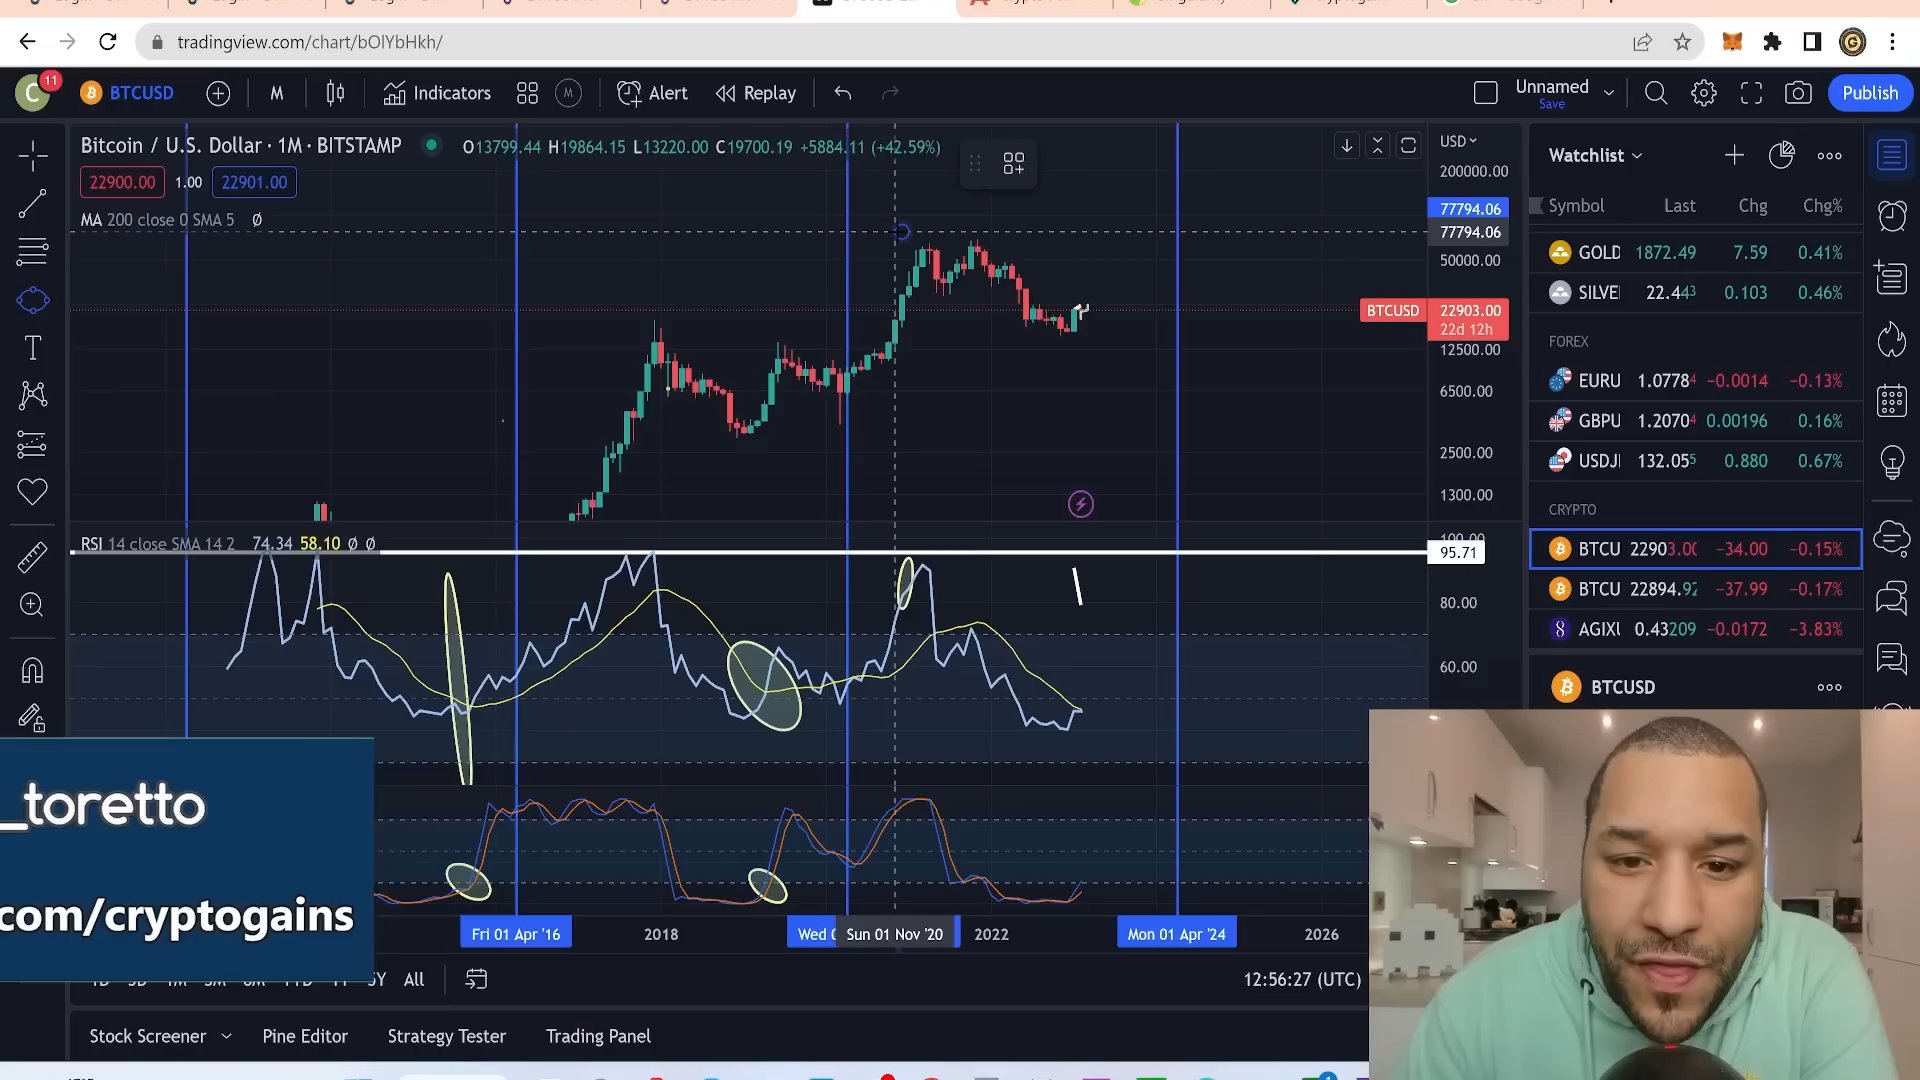 tradingview.com/chart/bOlYbHkh/
C
11
BTCUSD
M
Indicators
M
Alert
Replay
Unnamed
Save
Publish
Bitcoin / U.S. Dollar · 1M · BITSTAMP
O13799.44 H19864.15 L13220.00 C19700.19 +5884.11 (+42.59%)
22900.00
1.00
22901.00
MA 200 close 0 SMA 5 Ø
USD
200000.00
77794.06
77794.06
50000.00
BTCUSD
22903.00
22d 12h
12500.00
6500.00
2500.00
1300.00
RSI 14 close SMA 14 2 74.34 58.10 Ø Ø
95.71
80.00
60.00
Watchlist
Symbol Last Chg Chg%
GOLD 1872.49 7.59 0.41%
SILVE 22.443 0.103 0.46%
FOREX
EURU 1.07784 −0.0014 −0.13%
GBPU 1.20704 0.00196 0.16%
USDJ 132.055 0.880 0.67%
CRYPTO
BTCU 22903.00 −34.00 −0.15%
BTCU 22894.92 −37.99 −0.17%
AGIXU 0.43209 −0.0172 −3.83%
BTCUSD
_toretto
com/cryptogains
Fri 01 Apr '16
2018
Wed
Sun 01 Nov '20
2022
Mon 01 Apr '24
2026
All
12:56:27 (UTC)
Stock Screener
Pine Editor
Strategy Tester
Trading Panel